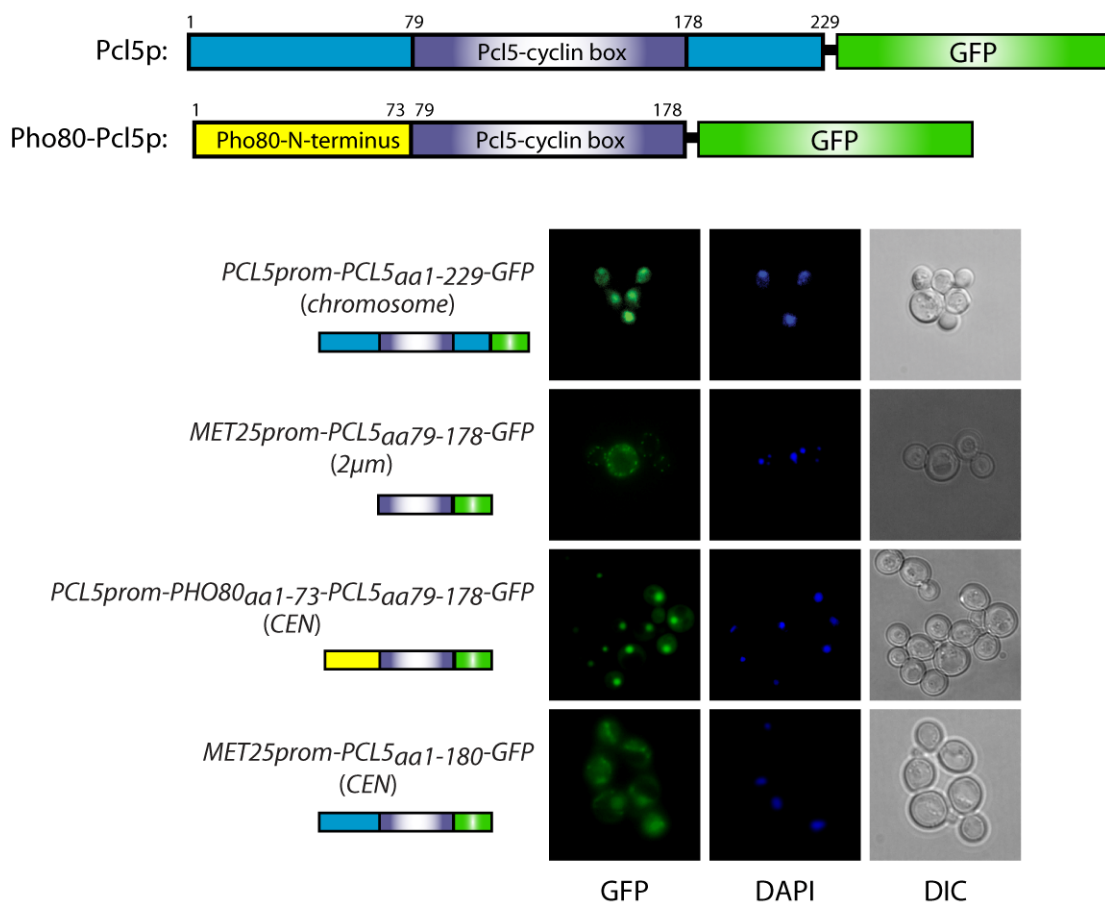 1 79 178 229
Pcl5p: Pcl5-cyclin box GFP
1 73 79 178
Pho80-Pcl5p: Pho80-N-terminus Pcl5-cyclin box GFP
PCL5prom-PCL5aa1-229-GFP
(chromosome)
MET25prom-PCL5aa79-178-GFP
(2µm)
PCL5prom-PHO80aa1-73-PCL5aa79-178-GFP
(CEN)
MET25prom-PCL5aa1-180-GFP
(CEN)
GFP DAPI DIC